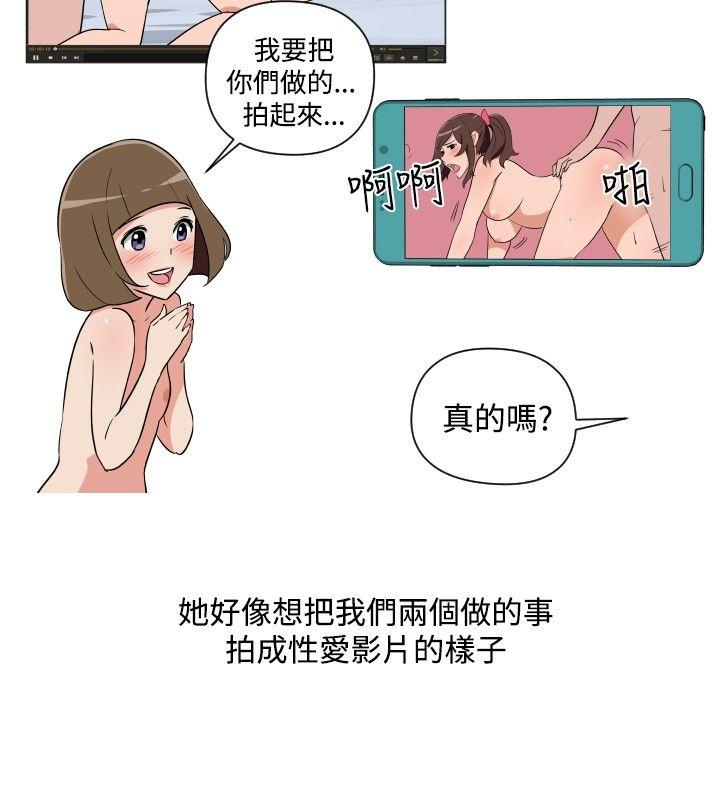 我要把
你們做的...
拍起來...
啊啊
啪
真的嗎?
她好像想把我們兩個做的事
拍成性愛影片的樣子